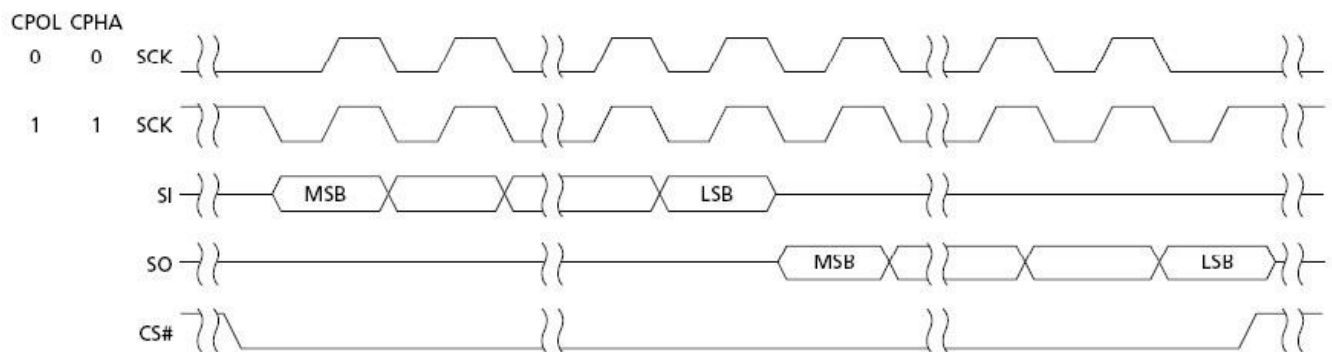 CPOL CPHA
0 0 SCK
1 1 SCK
SI MSB LSB
SO MSB LSB
CS#